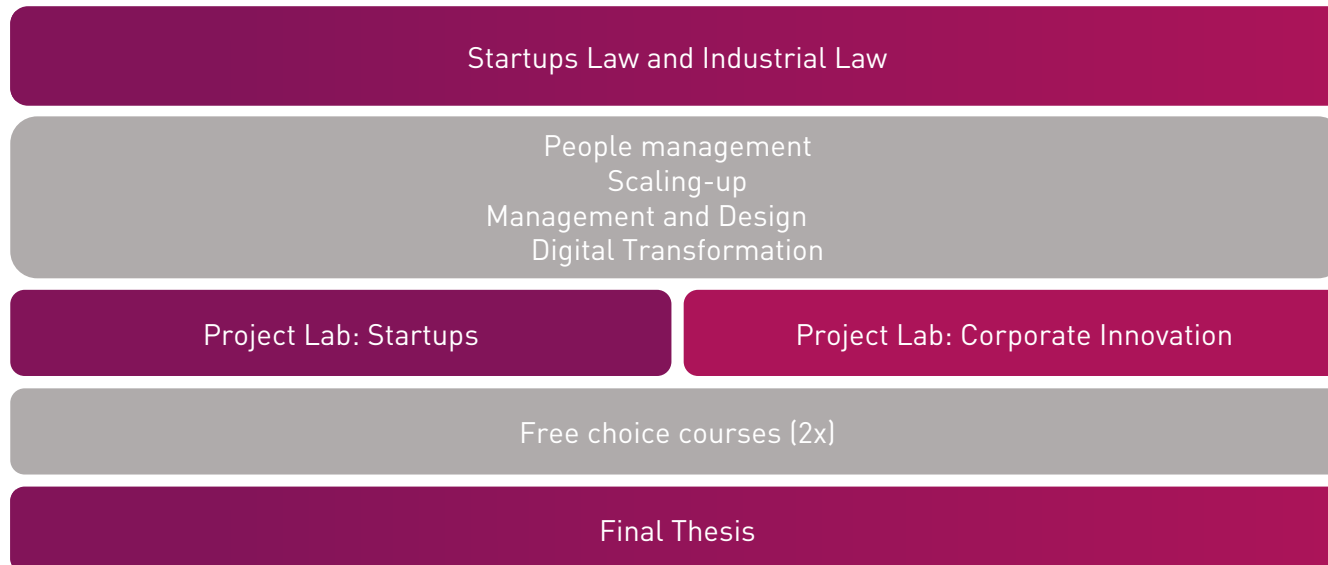 Startups Law and Industrial Law
People management
Scaling-up
Management and Design
Digital Transformation
Project Lab: Startups
Project Lab: Corporate Innovation
Free choice courses (2x)
Final Thesis